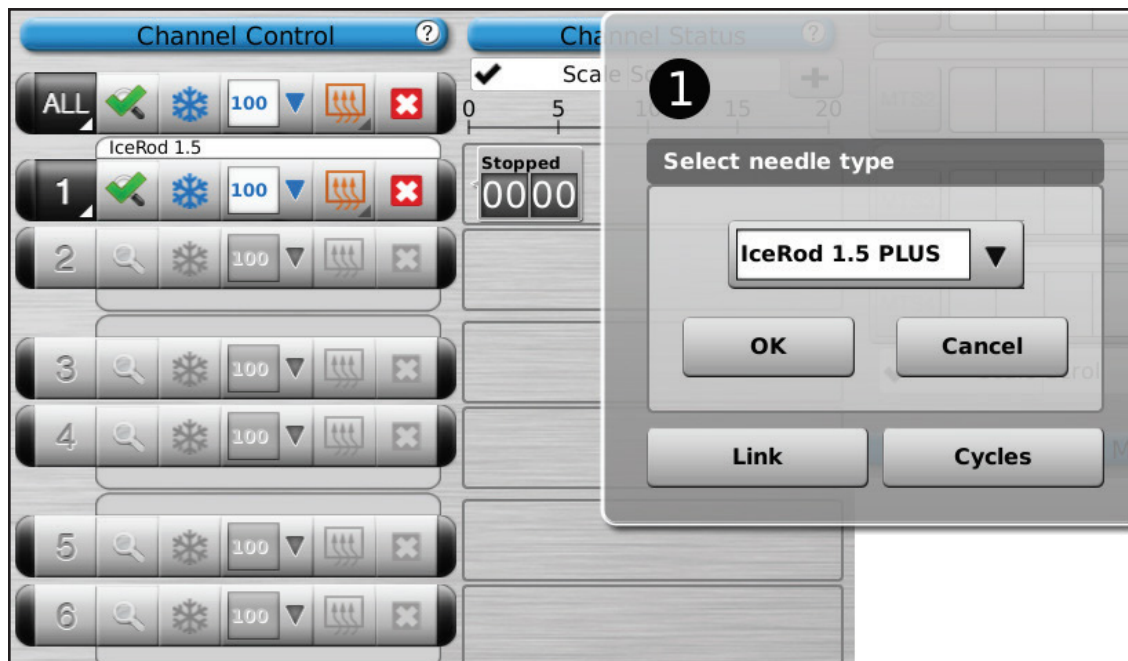 Channel Control ?
Channel Status ?
ALL 100
Scale Sc
0 5 10 15 20
1
IceRod 1.5
1 100
Stopped
00 00
2 100
3 100
4 100
5 100
6 100
Select needle type
IceRod 1.5 PLUS
OK Cancel
Link Cycles
M